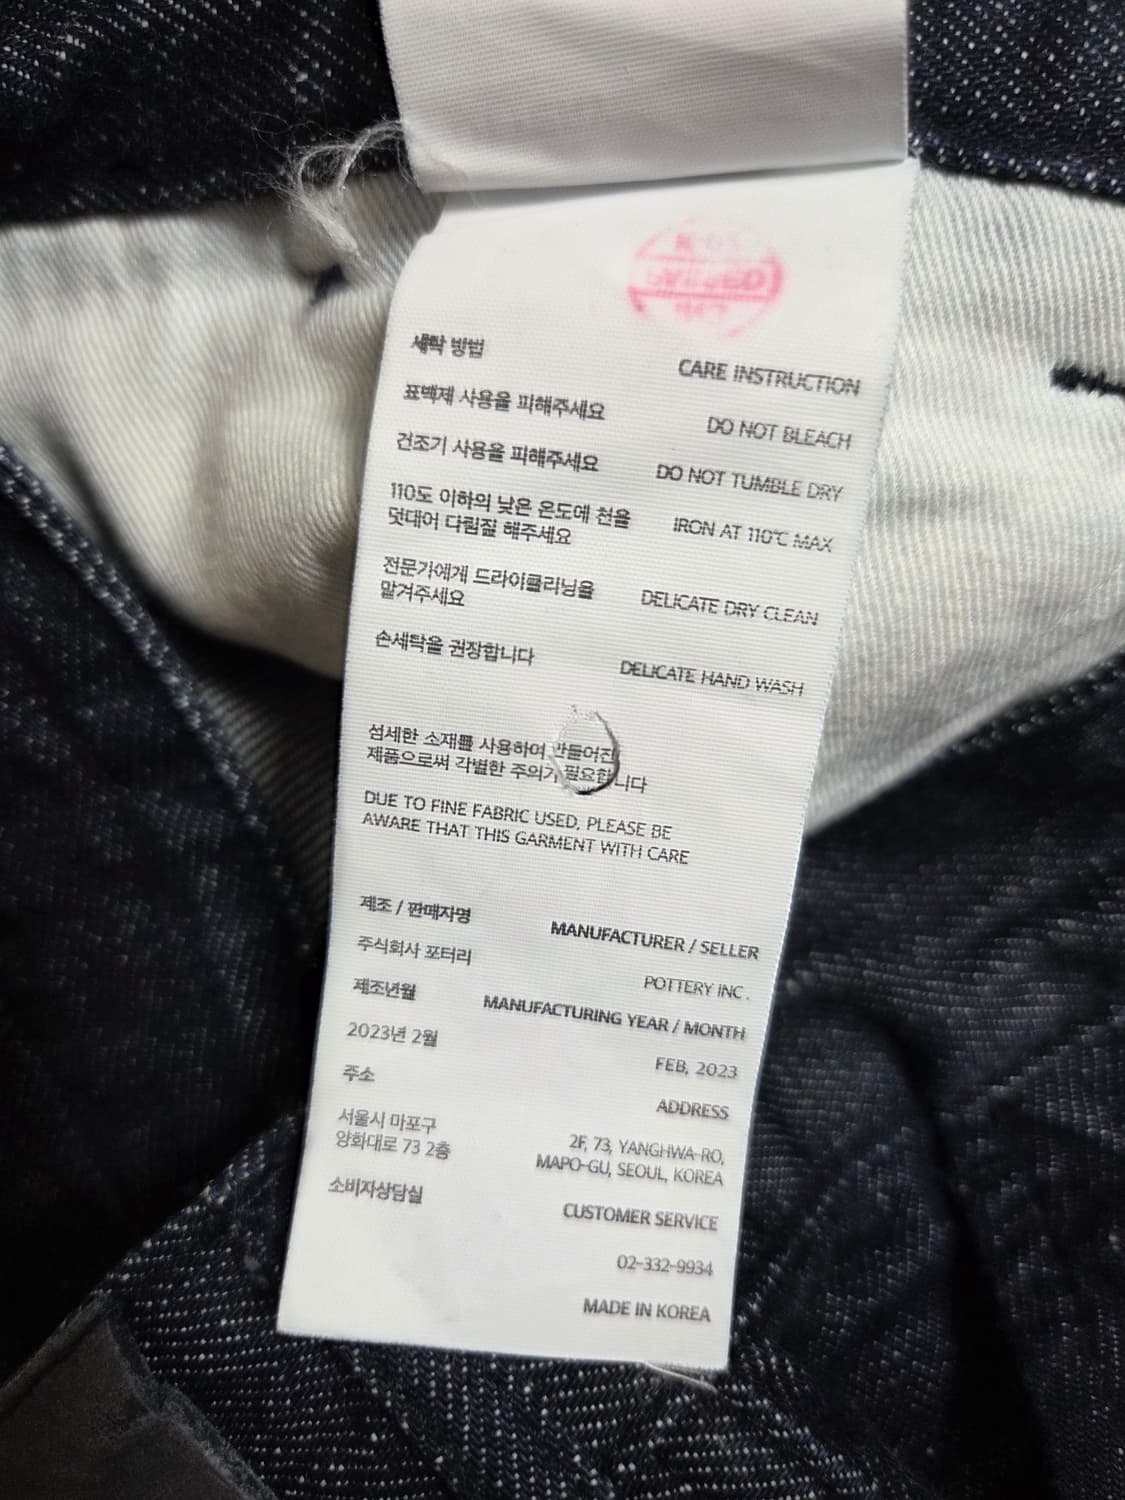 세탁 방법
CARE INSTRUCTION
표백제 사용을 피해주세요
DO NOT BLEACH
건조기 사용을 피해주세요
DO NOT TUMBLE DRY
110도 이하의 낮은 온도에 천을
덧대어 다림질 해주세요
IRON AT 110℃ MAX
전문가에게 드라이클리닝을
맡겨주세요
DELICATE DRY CLEAN
손세탁을 권장합니다
DELICATE HAND WASH
섬세한 소재를 사용하여 만들어진
제품으로써 각별한 주의가 필요합니다
DUE TO FINE FABRIC USED, PLEASE BE
AWARE THAT THIS GARMENT WITH CARE
제조 / 판매자명
MANUFACTURER / SELLER
주식회사 포터리
POTTERY INC.
제조년월
MANUFACTURING YEAR / MONTH
2023년 2월
FEB, 2023
주소
ADDRESS
서울시 마포구
양화대로 73 2층
2F, 73, YANGHWA-RO,
MAPO-GU, SEOUL, KOREA
소비자상담실
CUSTOMER SERVICE
02-332-9934
MADE IN KOREA